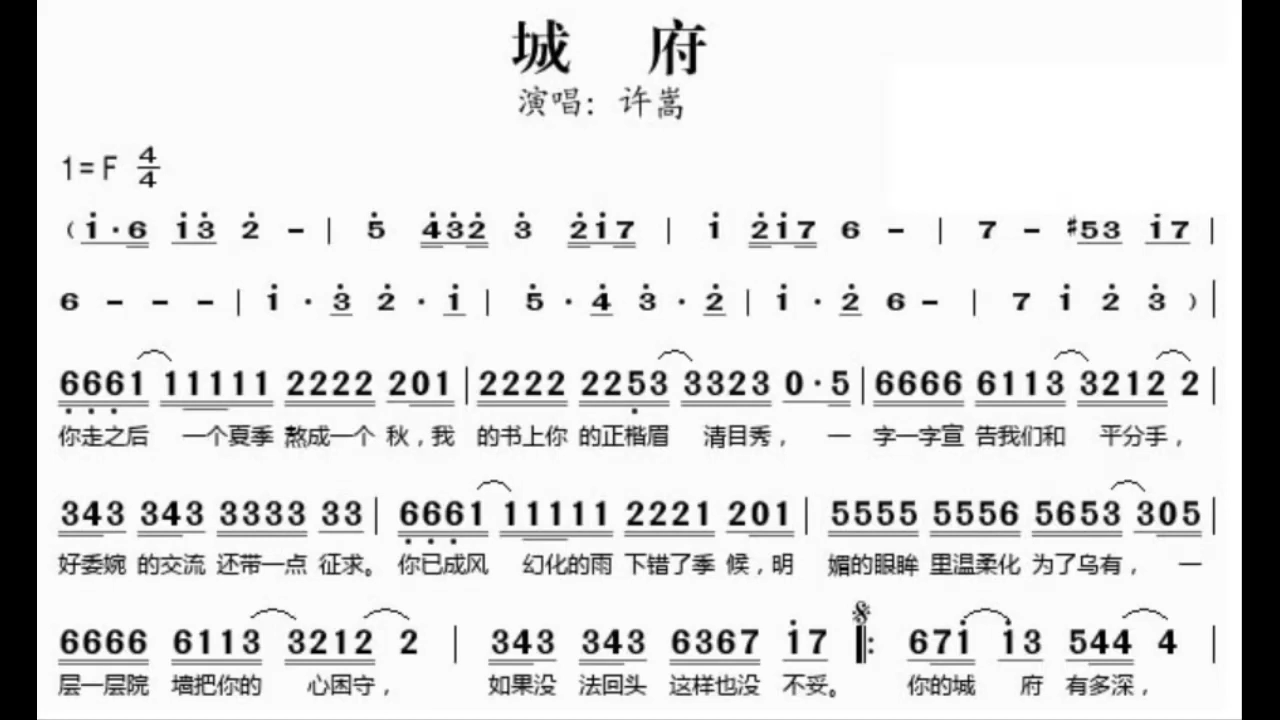 城 府
演唱：许嵩
1=F 4/4
（i·6 i3 2 - | 5 432 3 217 | i 2i7 6 - | 7 - #53 i7 |
6 - - - | i · 3 2 · i | 5 · 4 3 · 2 | i · 2 6 - | 7 i 2 3 ）|
6661 11111 2222 201 | 2222 2253 3323 0·5 | 6666 6113 3212 2 |
你走之后 一个夏季 熬成一个 秋，我 的书上你 的正楷眉 清目秀， 一 字一字宣 告我们和 平分手，
343 343 3333 33 | 6661 11111 2221 201 | 5555 5556 5653 305 |
好委婉 的交流 还带一点 征求。 你已成风 幻化的雨 下错了季 候，明 媚的眼眸 里温柔化 为了乌有， 一
6666 6113 3212 2 | 343 343 6367 i7 𝄋 ‖: 67i i3 544 4 |
层一层院 墙把你的 心困守， 如果没 法回头 这样也没 不妥。 你的城 府 有多深，